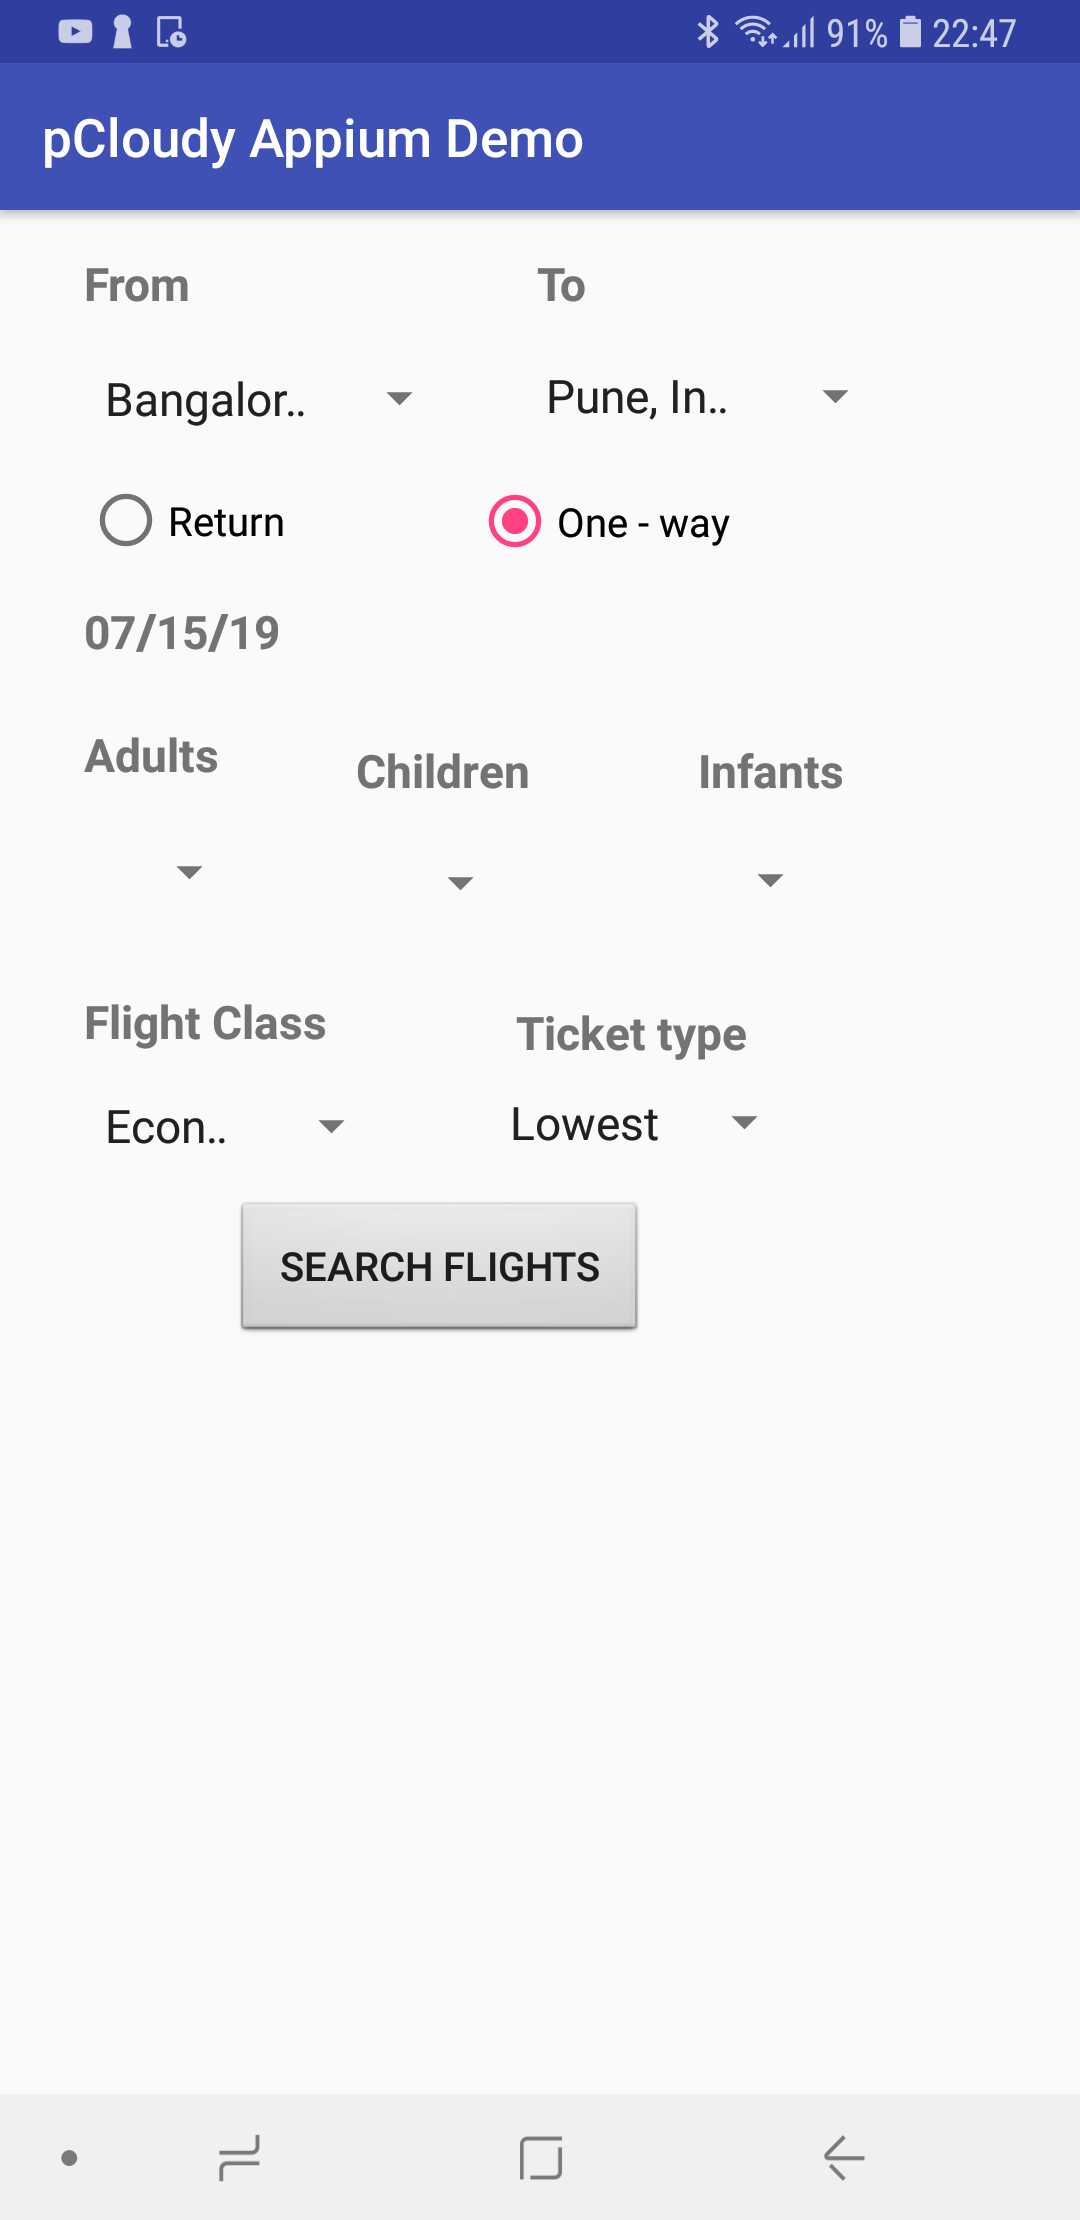 91% 22:47
pCloudy Appium Demo
From To
Bangalor.. Pune, In..
Return One - way
07/15/19
Adults Children Infants
Flight Class Ticket type
Econ.. Lowest
SEARCH FLIGHTS